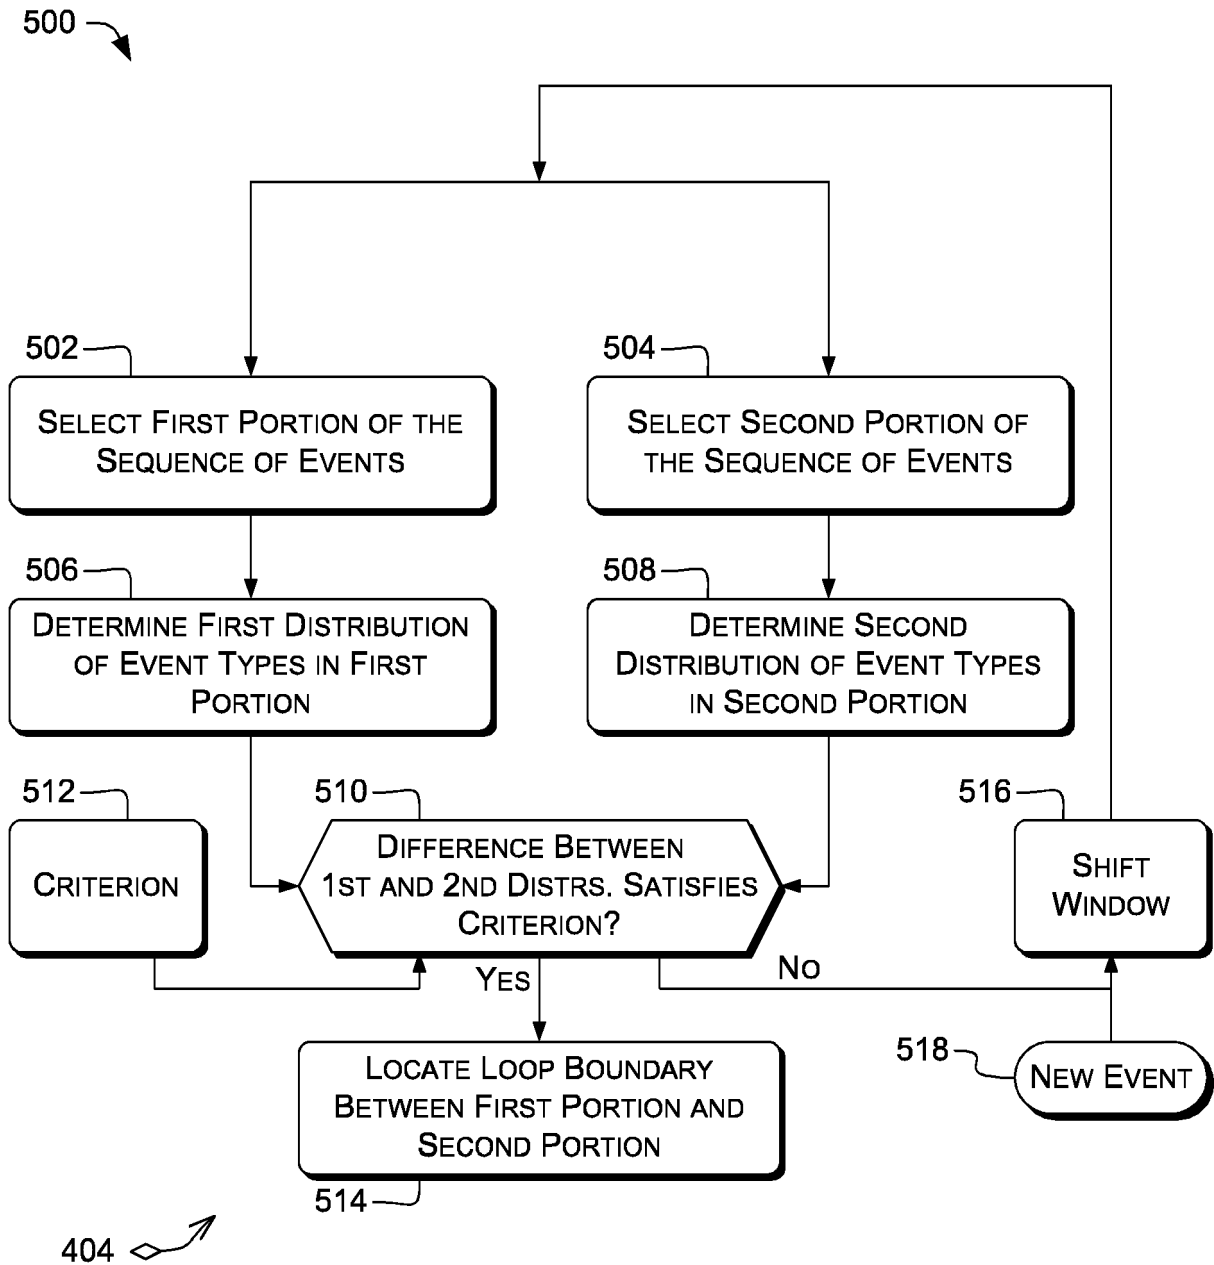 500
502
504
SELECT FIRST PORTION OF THE
SEQUENCE OF EVENTS
SELECT SECOND PORTION OF
THE SEQUENCE OF EVENTS
506
508
DETERMINE FIRST DISTRIBUTION
OF EVENT TYPES IN FIRST
PORTION
DETERMINE SECOND
DISTRIBUTION OF EVENT TYPES
IN SECOND PORTION
512
510
516
CRITERION
DIFFERENCE BETWEEN
1ST AND 2ND DISTRS. SATISFIES
CRITERION?
SHIFT
WINDOW
YES
NO
518
NEW EVENT
LOCATE LOOP BOUNDARY
BETWEEN FIRST PORTION AND
SECOND PORTION
514
404